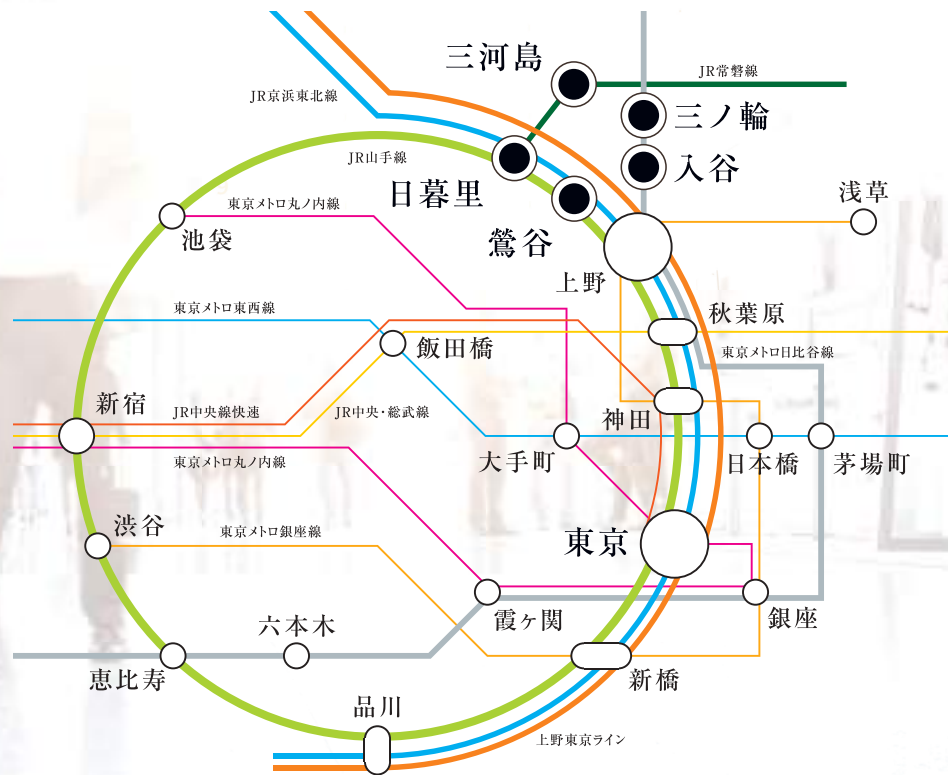 三河島
JR常磐線
JR京浜東北線
三ノ輪
JR山手線
入谷
日暮里
浅草
東京メトロ丸ノ内線
池袋
鶯谷
上野
東京メトロ東西線
秋葉原
飯田橋
東京メトロ日比谷線
新宿
JR中央線快速
JR中央・総武線
神田
東京メトロ丸ノ内線
大手町
日本橋
茅場町
渋谷
東京メトロ銀座線
東京
霞ヶ関
銀座
六本木
恵比寿
新橋
品川
上野東京ライン